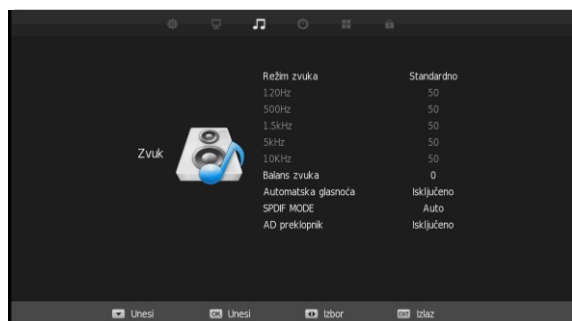 Režim zvuka Standardno
120Hz 50
500Hz 50
1.5kHz 50
5kHz 50
10KHz 50
Zvuk
Balans zvuka 0
Automatska glasnoća Isključeno
SPDIF MODE Auto
AD preklopnik Isključeno
Unesi OK Unesi Izbor EXIT Izlaz